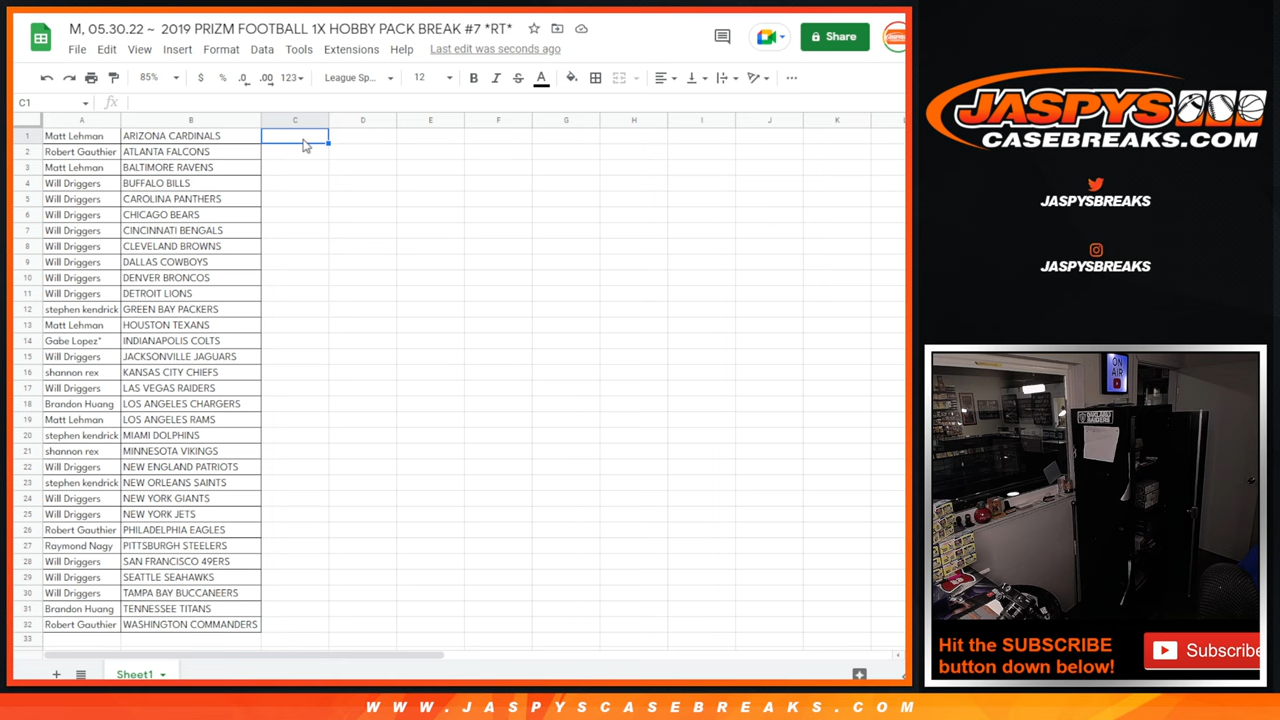 M, 05.30.22 ~ 2019 PRIZM FOOTBALL 1X HOBBY PACK BREAK #7 *RT*
File Edit View Insert Format Data Tools Extensions Help Last edit was seconds ago
Share
85% $ % .0 .00 123 League Sp... 12 B I S A
C1 fx
A B C D E F G H I J K
1 Matt Lehman ARIZONA CARDINALS
2 Robert Gauthier ATLANTA FALCONS
3 Matt Lehman BALTIMORE RAVENS
4 Will Driggers BUFFALO BILLS
5 Will Driggers CAROLINA PANTHERS
6 Will Driggers CHICAGO BEARS
7 Will Driggers CINCINNATI BENGALS
8 Will Driggers CLEVELAND BROWNS
9 Will Driggers DALLAS COWBOYS
10 Will Driggers DENVER BRONCOS
11 Will Driggers DETROIT LIONS
12 stephen kendrick GREEN BAY PACKERS
13 Matt Lehman HOUSTON TEXANS
14 Gabe Lopez* INDIANAPOLIS COLTS
15 Will Driggers JACKSONVILLE JAGUARS
16 shannon rex KANSAS CITY CHIEFS
17 Will Driggers LAS VEGAS RAIDERS
18 Brandon Huang LOS ANGELES CHARGERS
19 Matt Lehman LOS ANGELES RAMS
20 stephen kendrick MIAMI DOLPHINS
21 shannon rex MINNESOTA VIKINGS
22 Will Driggers NEW ENGLAND PATRIOTS
23 stephen kendrick NEW ORLEANS SAINTS
24 Will Driggers NEW YORK GIANTS
25 Will Driggers NEW YORK JETS
26 Robert Gauthier PHILADELPHIA EAGLES
27 Raymond Nagy PITTSBURGH STEELERS
28 Will Driggers SAN FRANCISCO 49ERS
29 Will Driggers SEATTLE SEAHAWKS
30 Will Driggers TAMPA BAY BUCCANEERS
31 Brandon Huang TENNESSEE TITANS
32 Robert Gauthier WASHINGTON COMMANDERS
33
Sheet1
JASPYS
CASEBREAKS.COM
JASPYSBREAKS
JASPYSBREAKS
ON
AIR
OAKLAND
RAIDERS
Hit the SUBSCRIBE
button down below!
Subscribe
WWW.JASPYSCASEBREAKS.COM